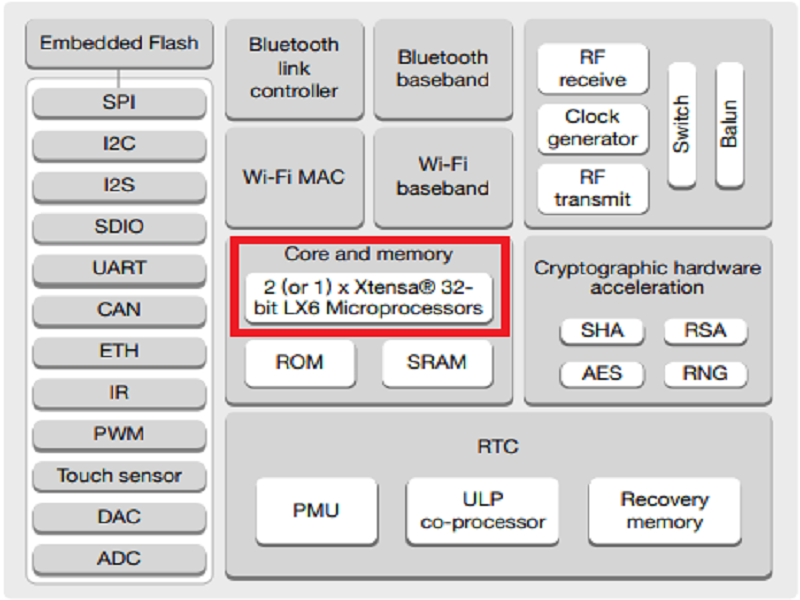 Embedded Flash
SPI
I2C
I2S
SDIO
UART
CAN
ETH
IR
PWM
Touch sensor
DAC
ADC
Bluetooth
link
controller
Bluetooth
baseband
Wi-Fi MAC
Wi-Fi
baseband
RF
receive
Clock
generator
RF
transmit
Switch
Balun
Core and memory
2 (or 1) x Xtensa® 32-
bit LX6 Microprocessors
ROM
SRAM
Cryptographic hardware
acceleration
SHA
RSA
AES
RNG
RTC
PMU
ULP
co-processor
Recovery
memory